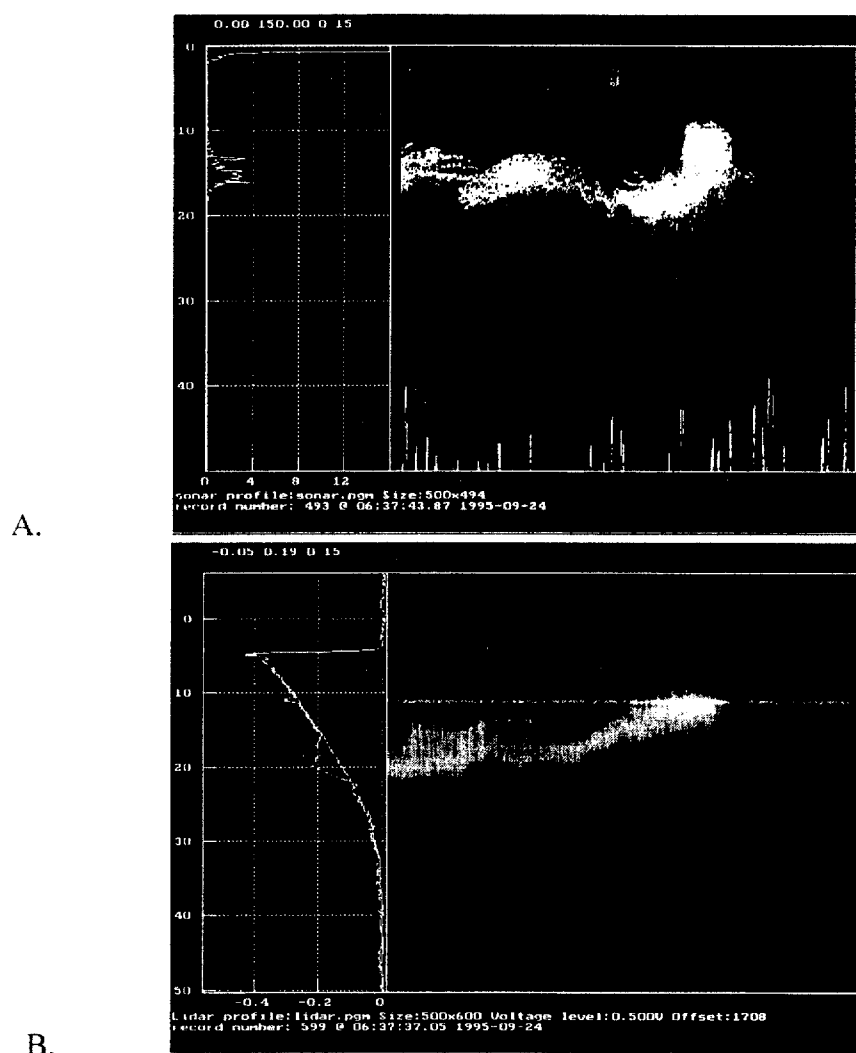 0.00 150.00 0 15
0
10
20
30
40
0 4 8 12
sonar profile:sonar.pgm Size:500x494
record number: 493 @ 06:37:43.87 1995-09-24
A.
-0.05 0.19 0 15
0
10
20
30
40
50
-0.4 -0.2 0
Lidar profile:lidar.pgm Size:500x600 Voltage level:0.500V Offset:1708
record number: 599 @ 06:37:37.05 1995-09-24
B.